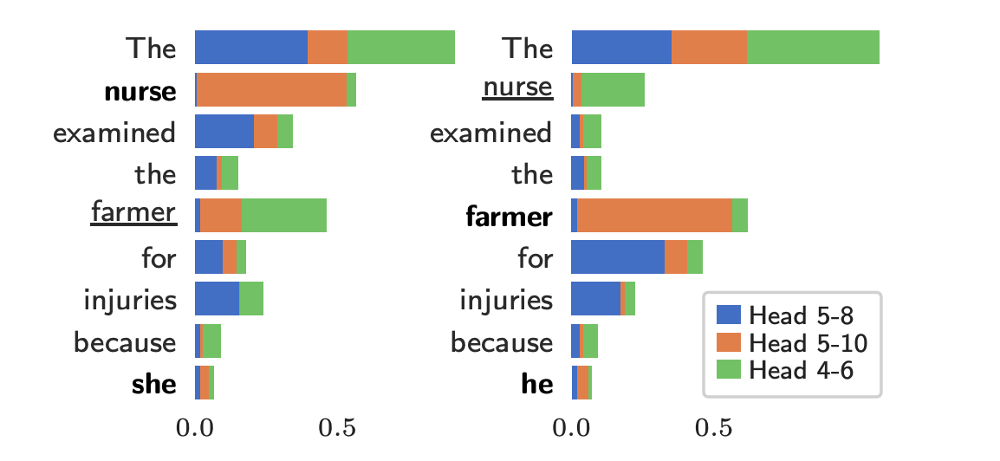 The
nurse
examined
the
farmer
for
injuries
because
she
0.0 0.5
The
nurse
examined
the
farmer
for
injuries
because
he
0.0 0.5
Head 5-8
Head 5-10
Head 4-6